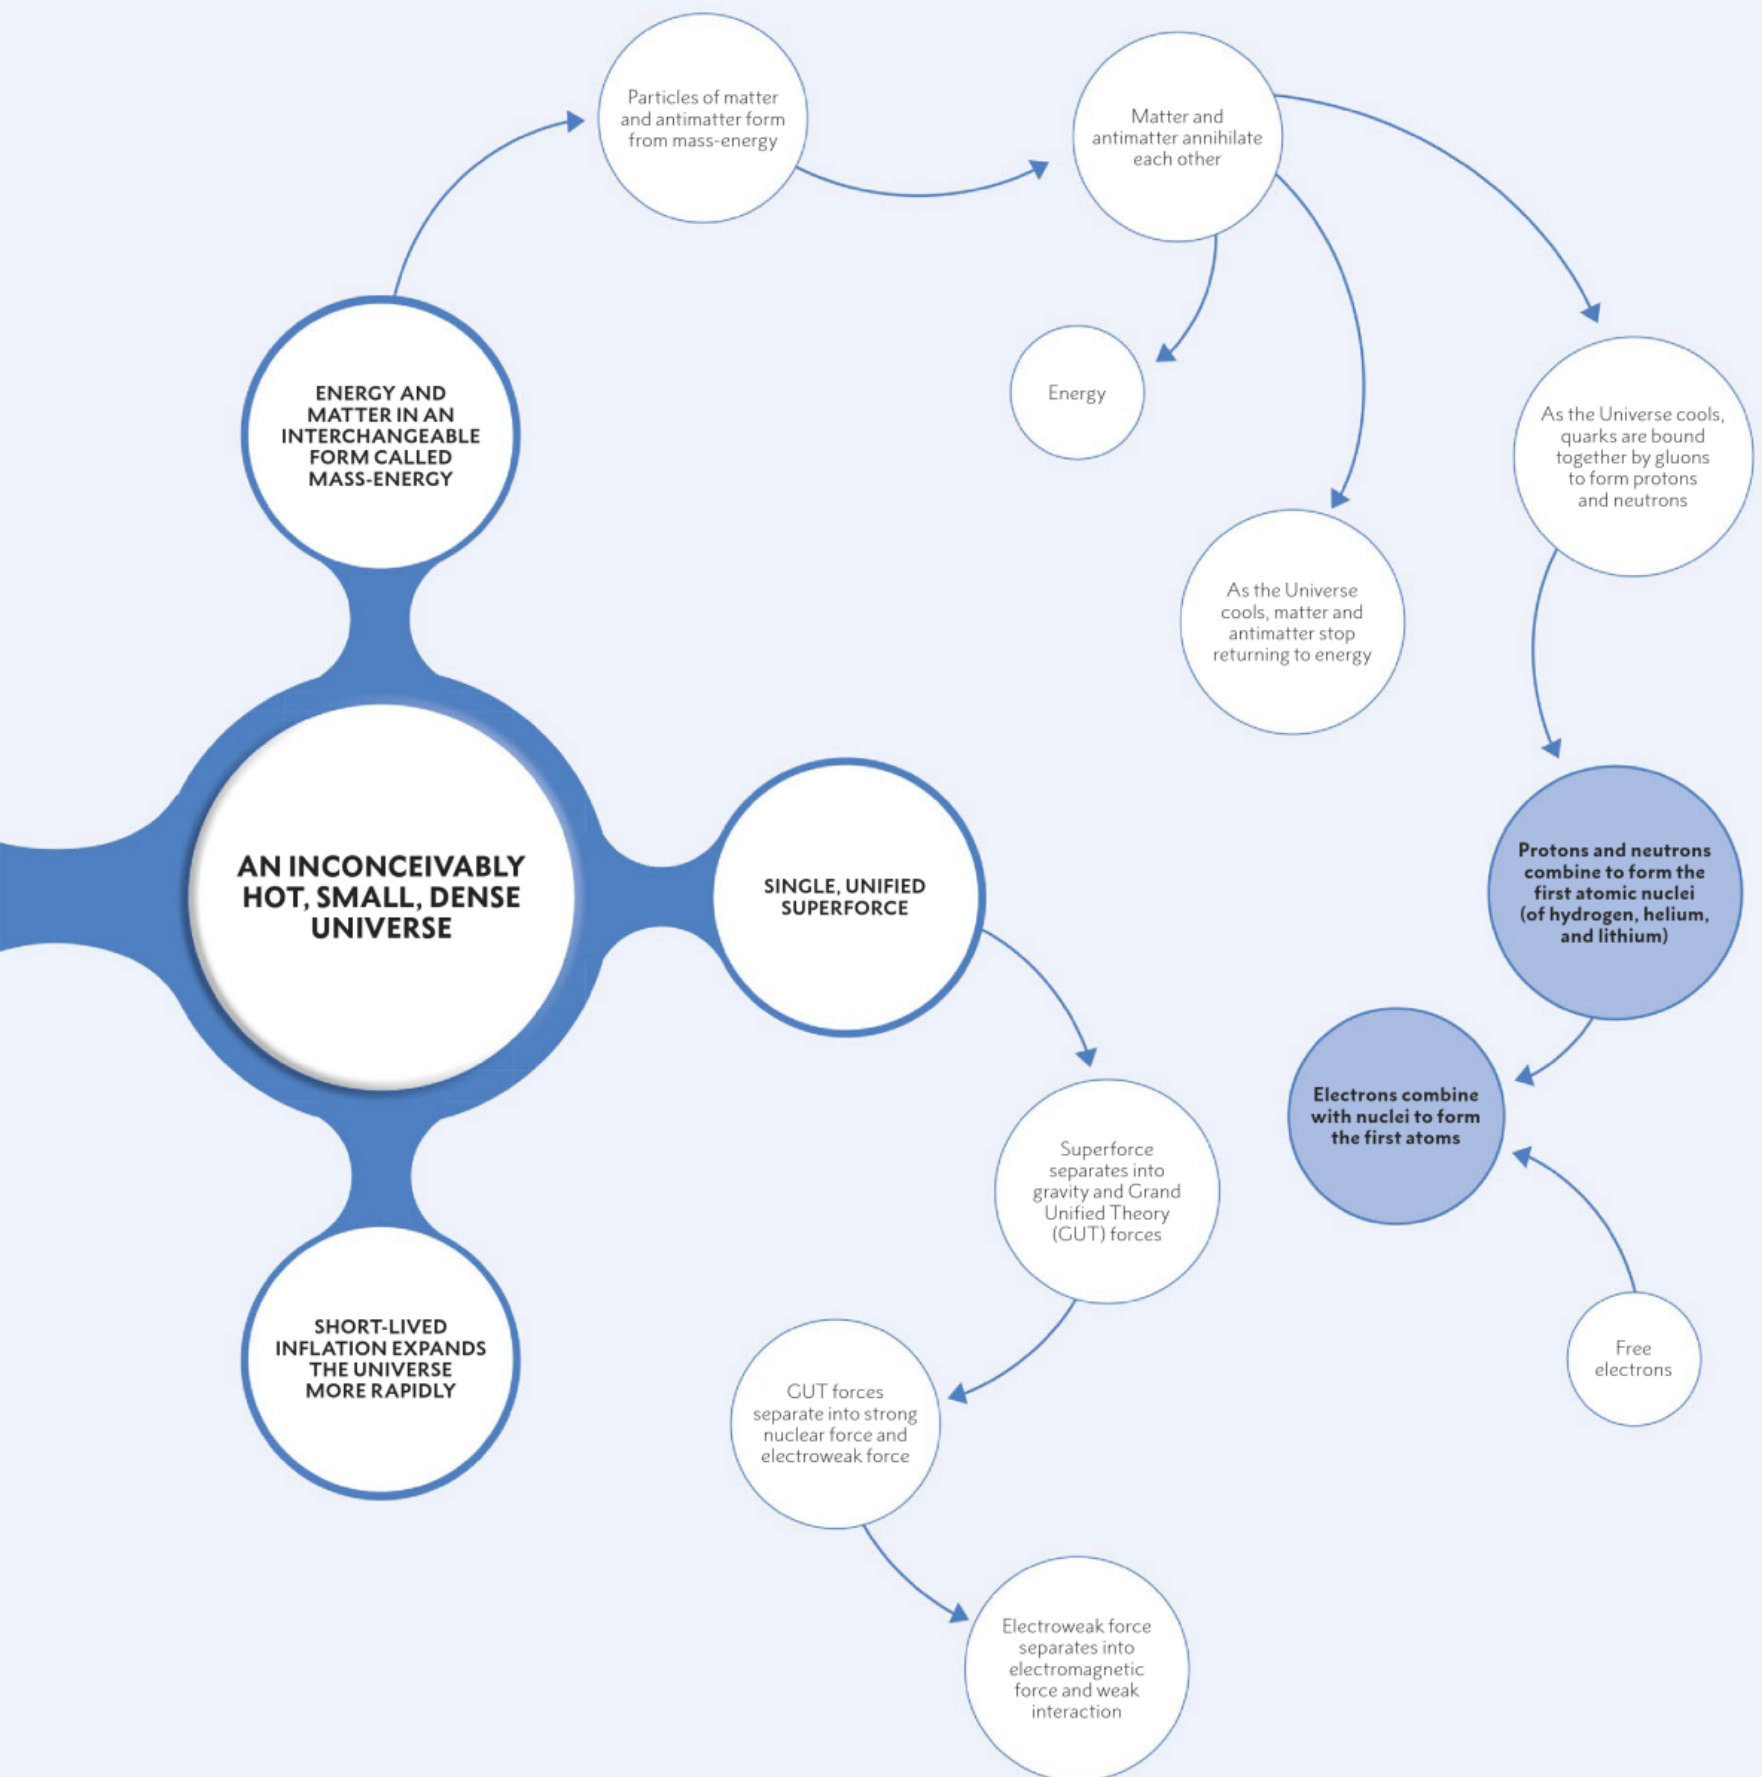 Particles of matter
and antimatter form
from mass-energy
Matter and
antimatter annihilate
each other
Energy
As the Universe cools,
quarks are bound
together by gluons
to form protons
and neutrons
As the Universe
cools, matter and
antimatter stop
returning to energy
ENERGY AND
MATTER IN AN
INTERCHANGEABLE
FORM CALLED
MASS-ENERGY
AN INCONCEIVABLY
HOT, SMALL, DENSE
UNIVERSE
SINGLE, UNIFIED
SUPERFORCE
Protons and neutrons
combine to form the
first atomic nuclei
(of hydrogen, helium,
and lithium)
Electrons combine
with nuclei to form
the first atoms
Free
electrons
Superforce
separates into
gravity and Grand
Unified Theory
(GUT) forces
SHORT-LIVED
INFLATION EXPANDS
THE UNIVERSE
MORE RAPIDLY
GUT forces
separate into strong
nuclear force and
electroweak force
Electroweak force
separates into
electromagnetic
force and weak
interaction